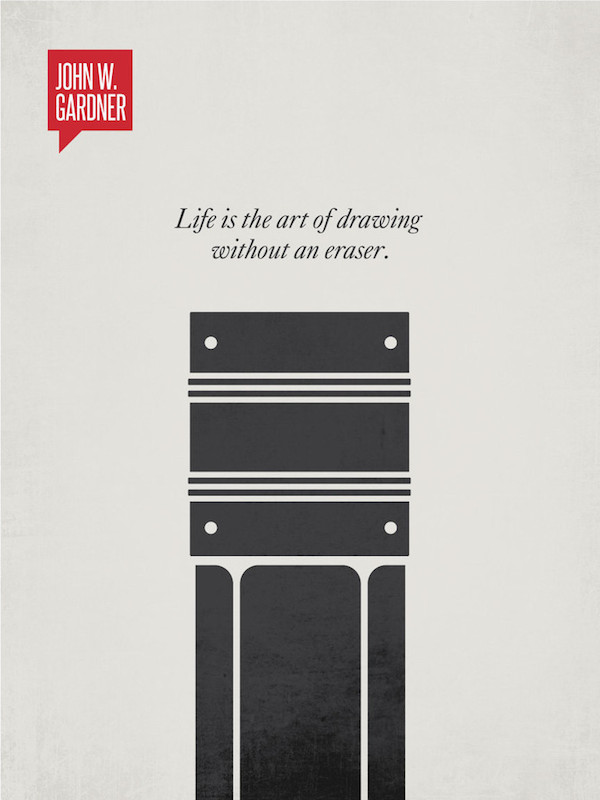 JOHN W.
GARDNER
Life is the art of drawing
without an eraser.